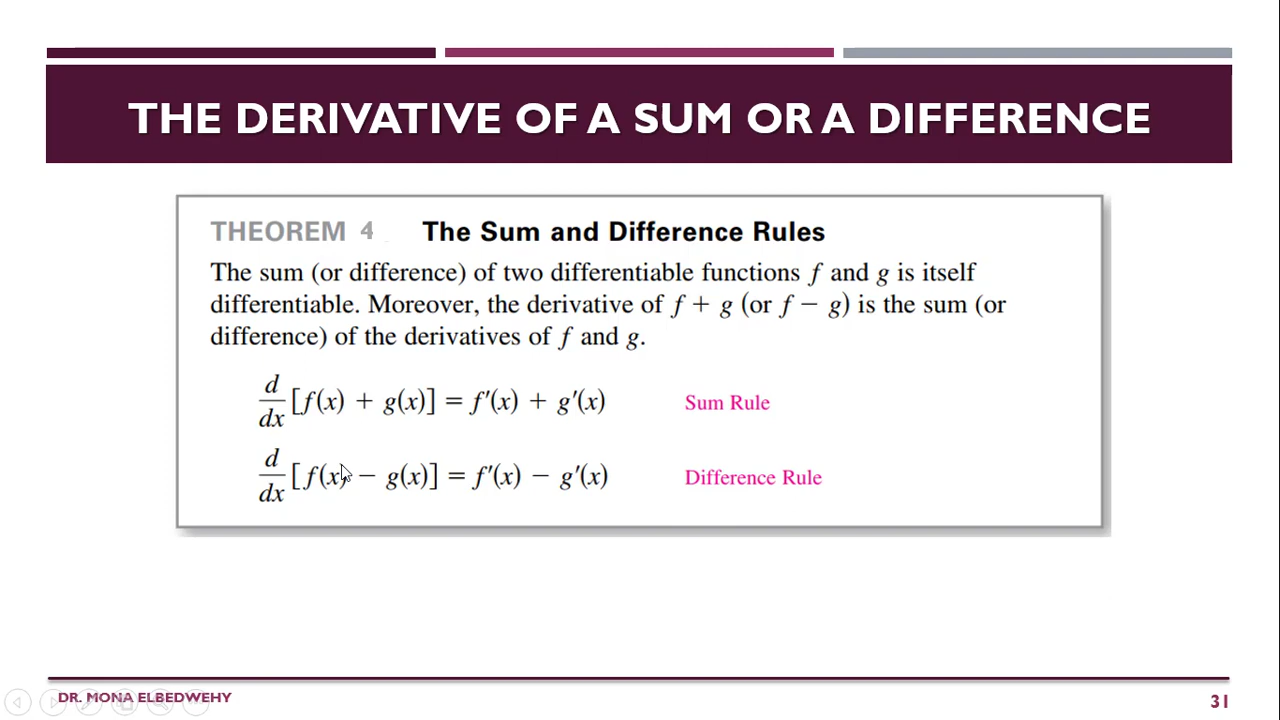 THE DERIVATIVE OF A SUM OR A DIFFERENCE
THEOREM 4 The Sum and Difference Rules
The sum (or difference) of two differentiable functions f and g is itself
differentiable. Moreover, the derivative of f + g (or f − g) is the sum (or
difference) of the derivatives of f and g.
d/dx [f(x) + g(x)] = f′(x) + g′(x) Sum Rule
d/dx [f(x) − g(x)] = f′(x) − g′(x) Difference Rule
DR. MONA ELBEDWEHY 31